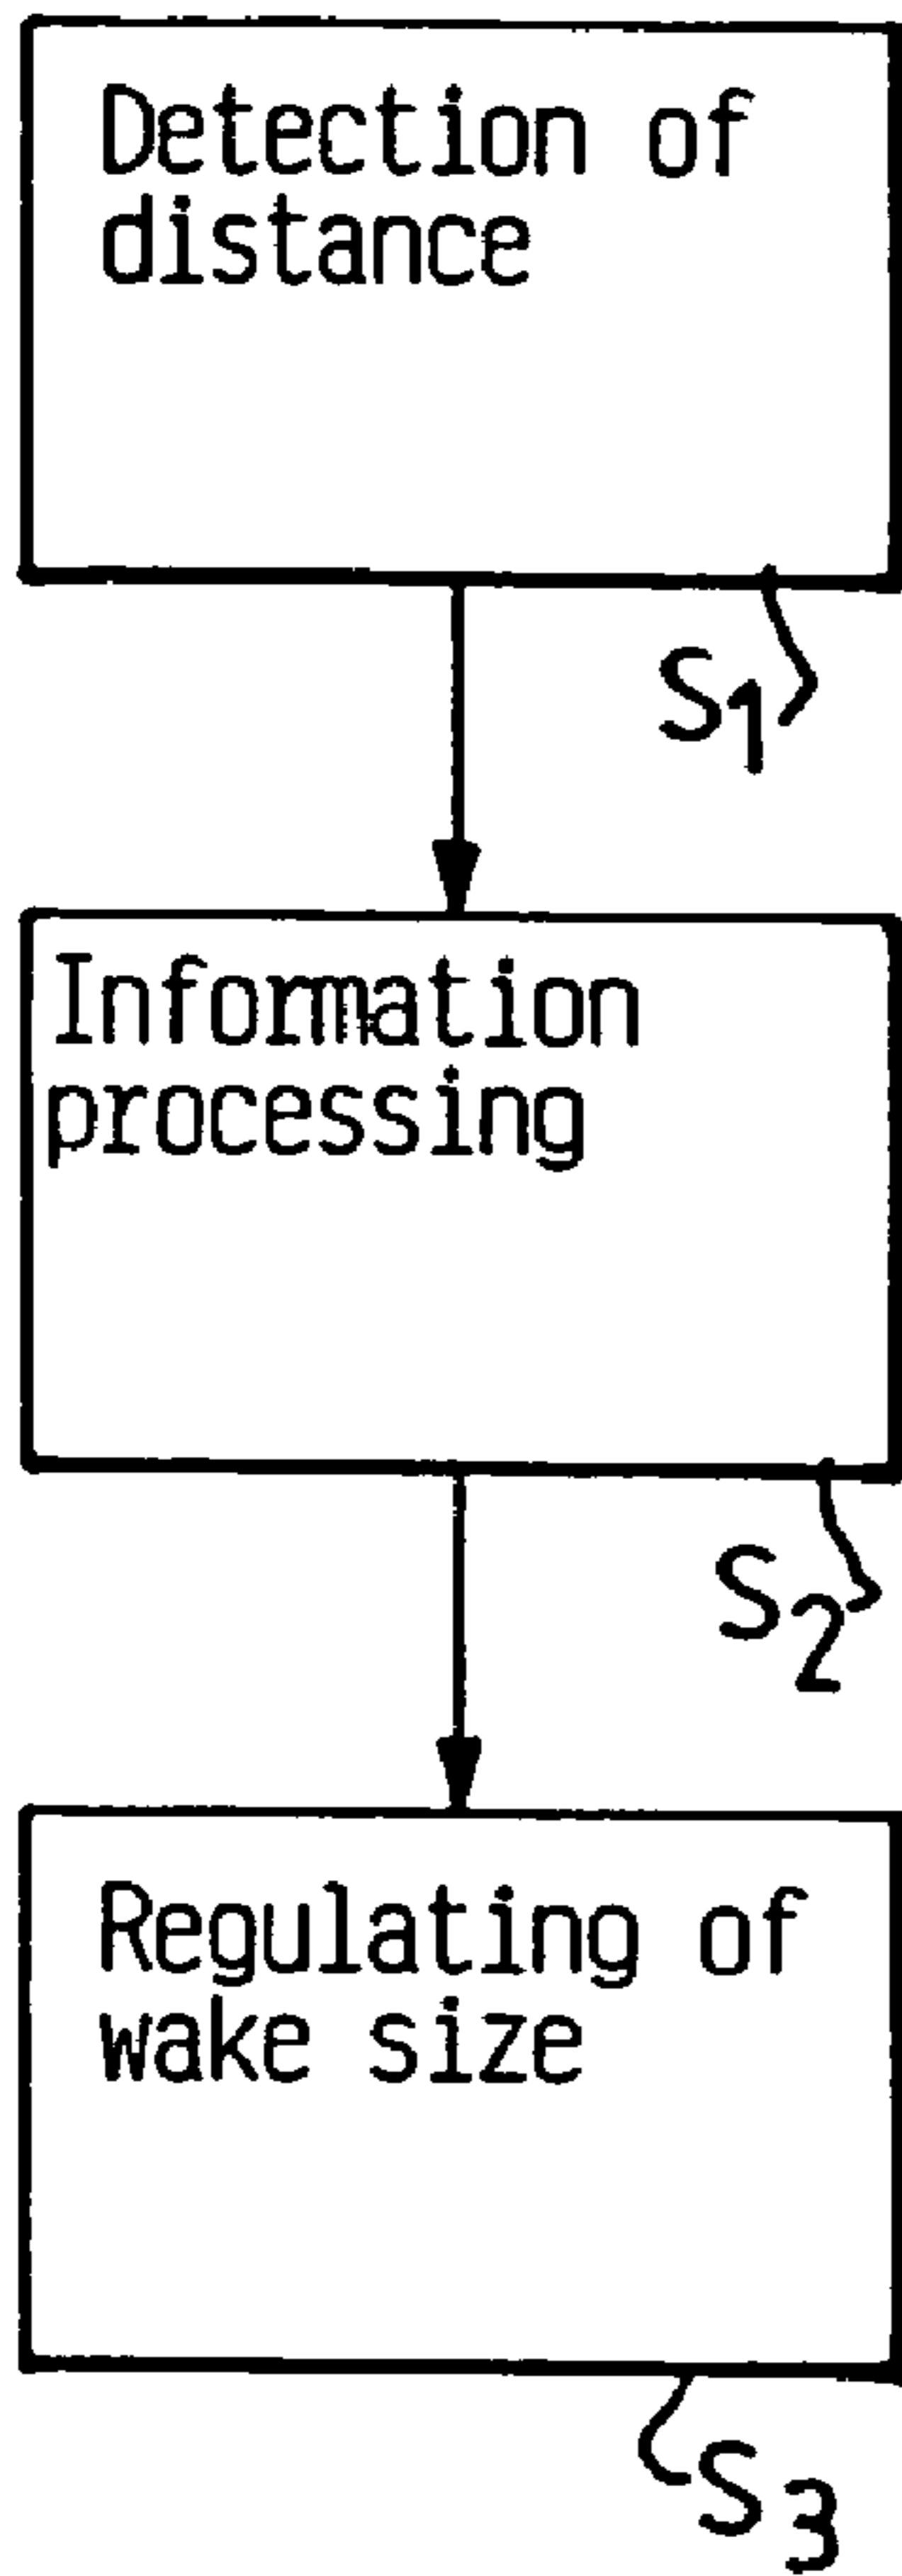 Detection of
distance
S1
Information
processing
S2
Regulating of
wake size
S3